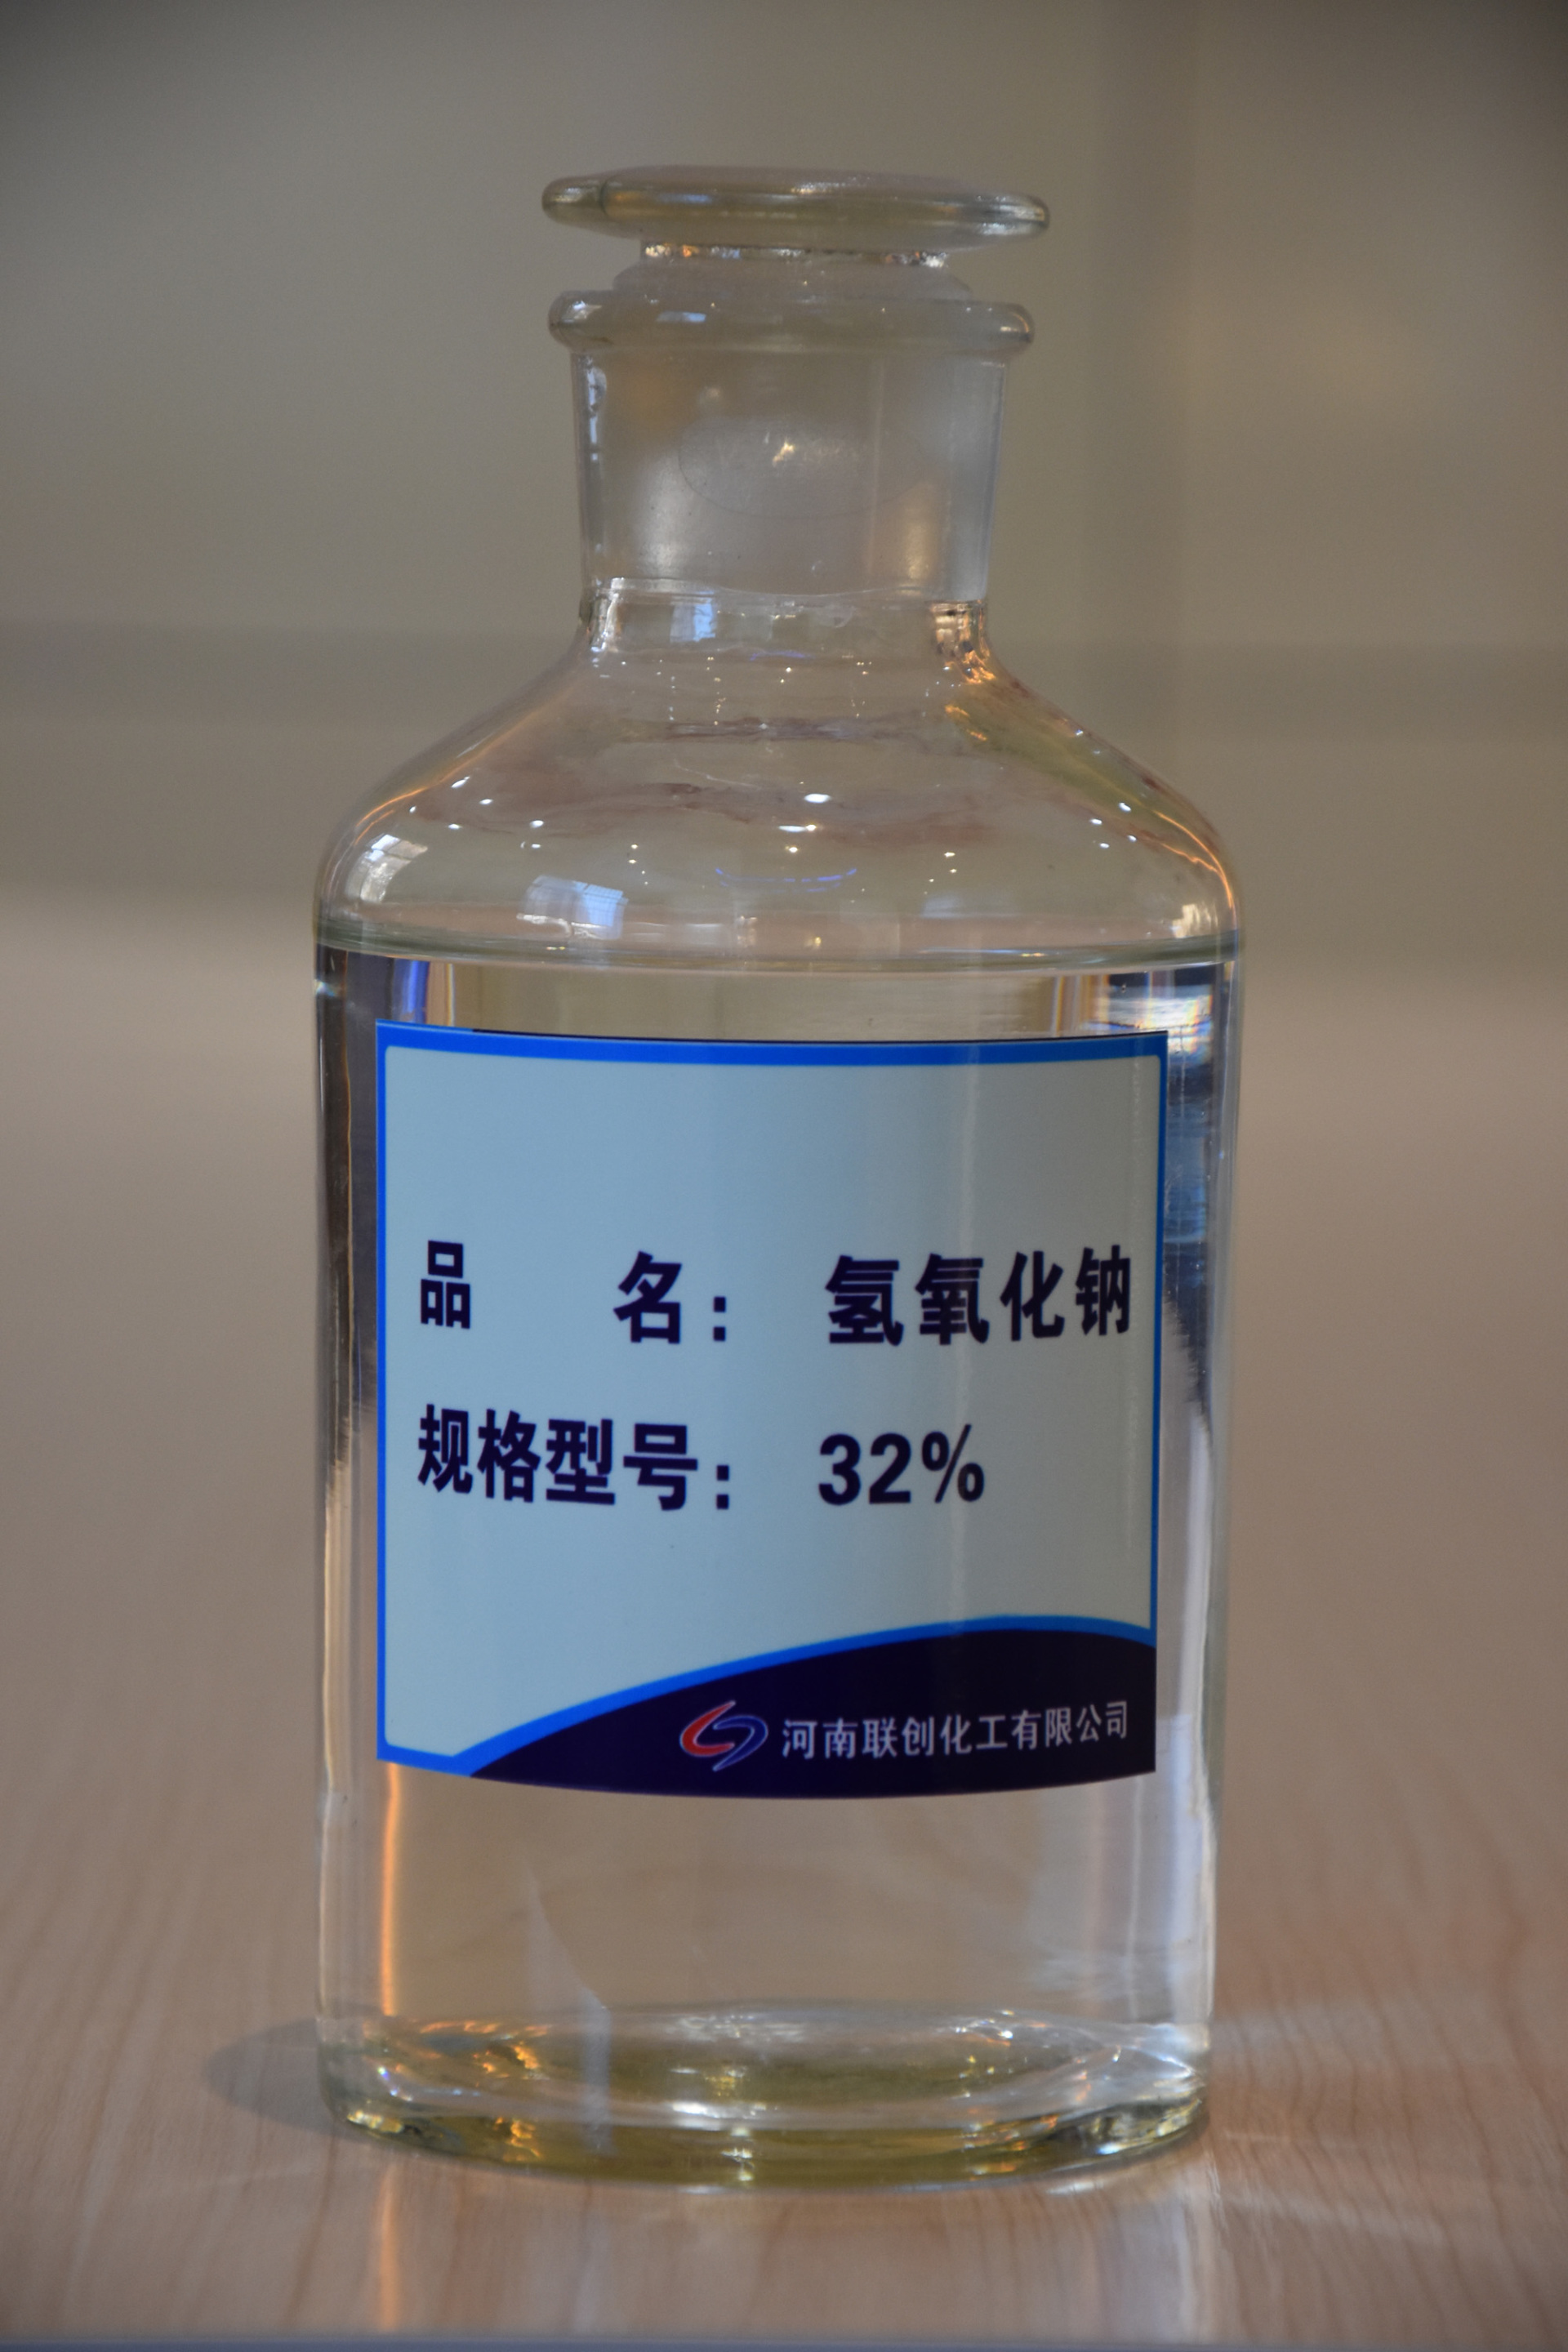 品　　名： 氢氧化钠
规格型号： 32%
河南联创化工有限公司